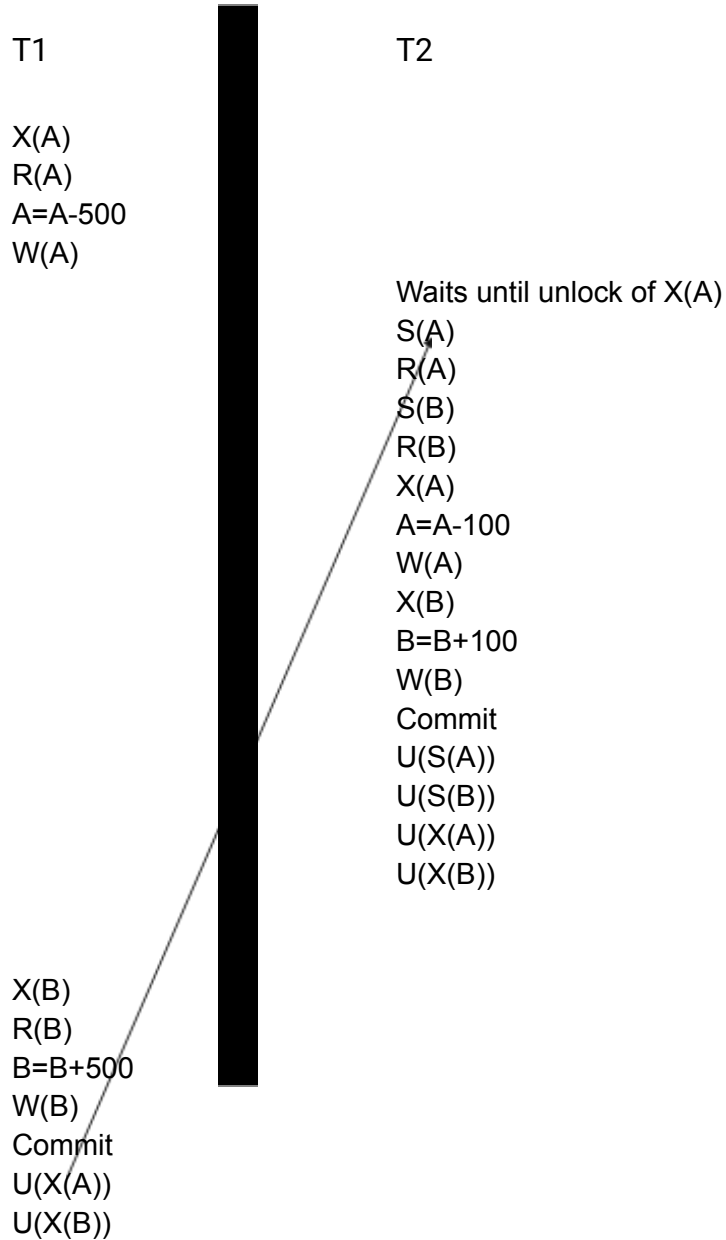 T1
T2
X(A)
R(A)
A=A-500
W(A)
Waits until unlock of X(A)
S(A)
R(A)
S(B)
R(B)
X(A)
A=A-100
W(A)
X(B)
B=B+100
W(B)
Commit
U(S(A))
U(S(B))
U(X(A))
U(X(B))
X(B)
R(B)
B=B+500
W(B)
Commit
U(X(A))
U(X(B))